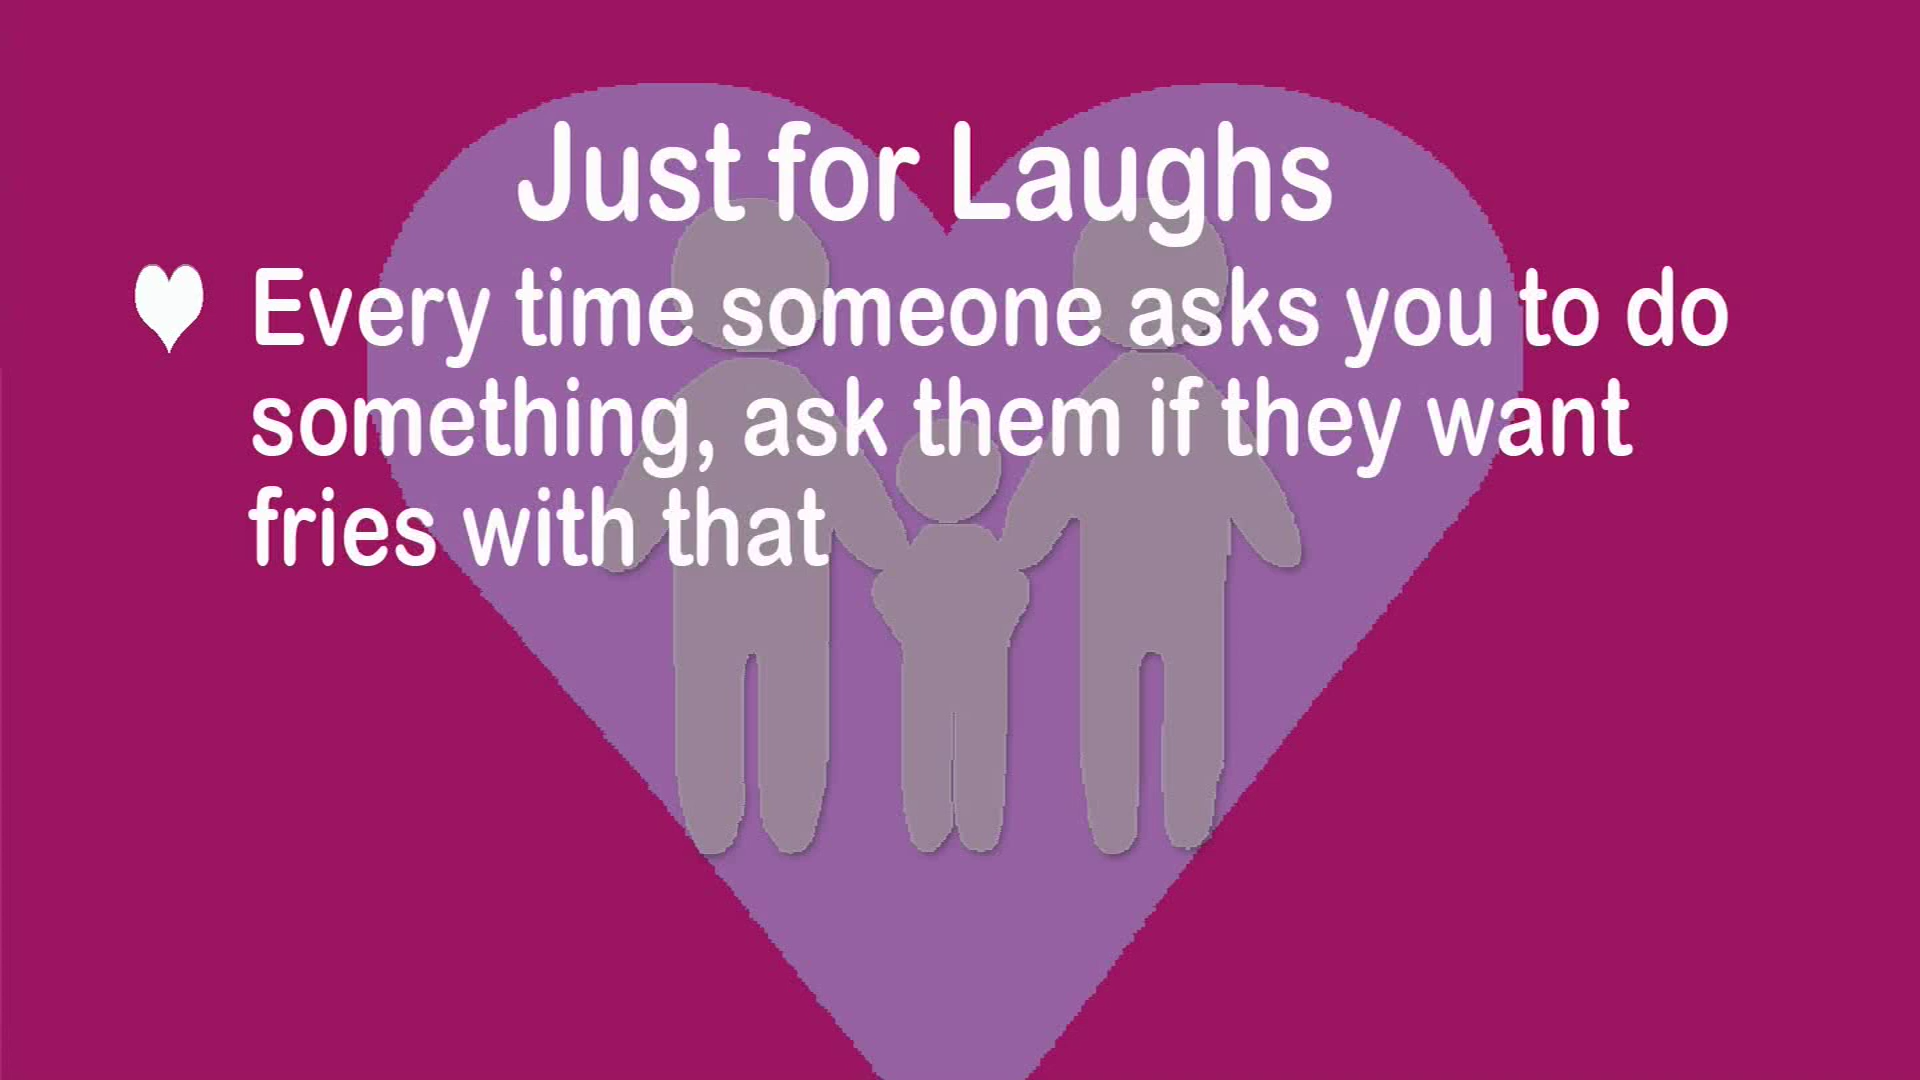 Just for Laughs
Every time someone asks you to do
something, ask them if they want
fries with that